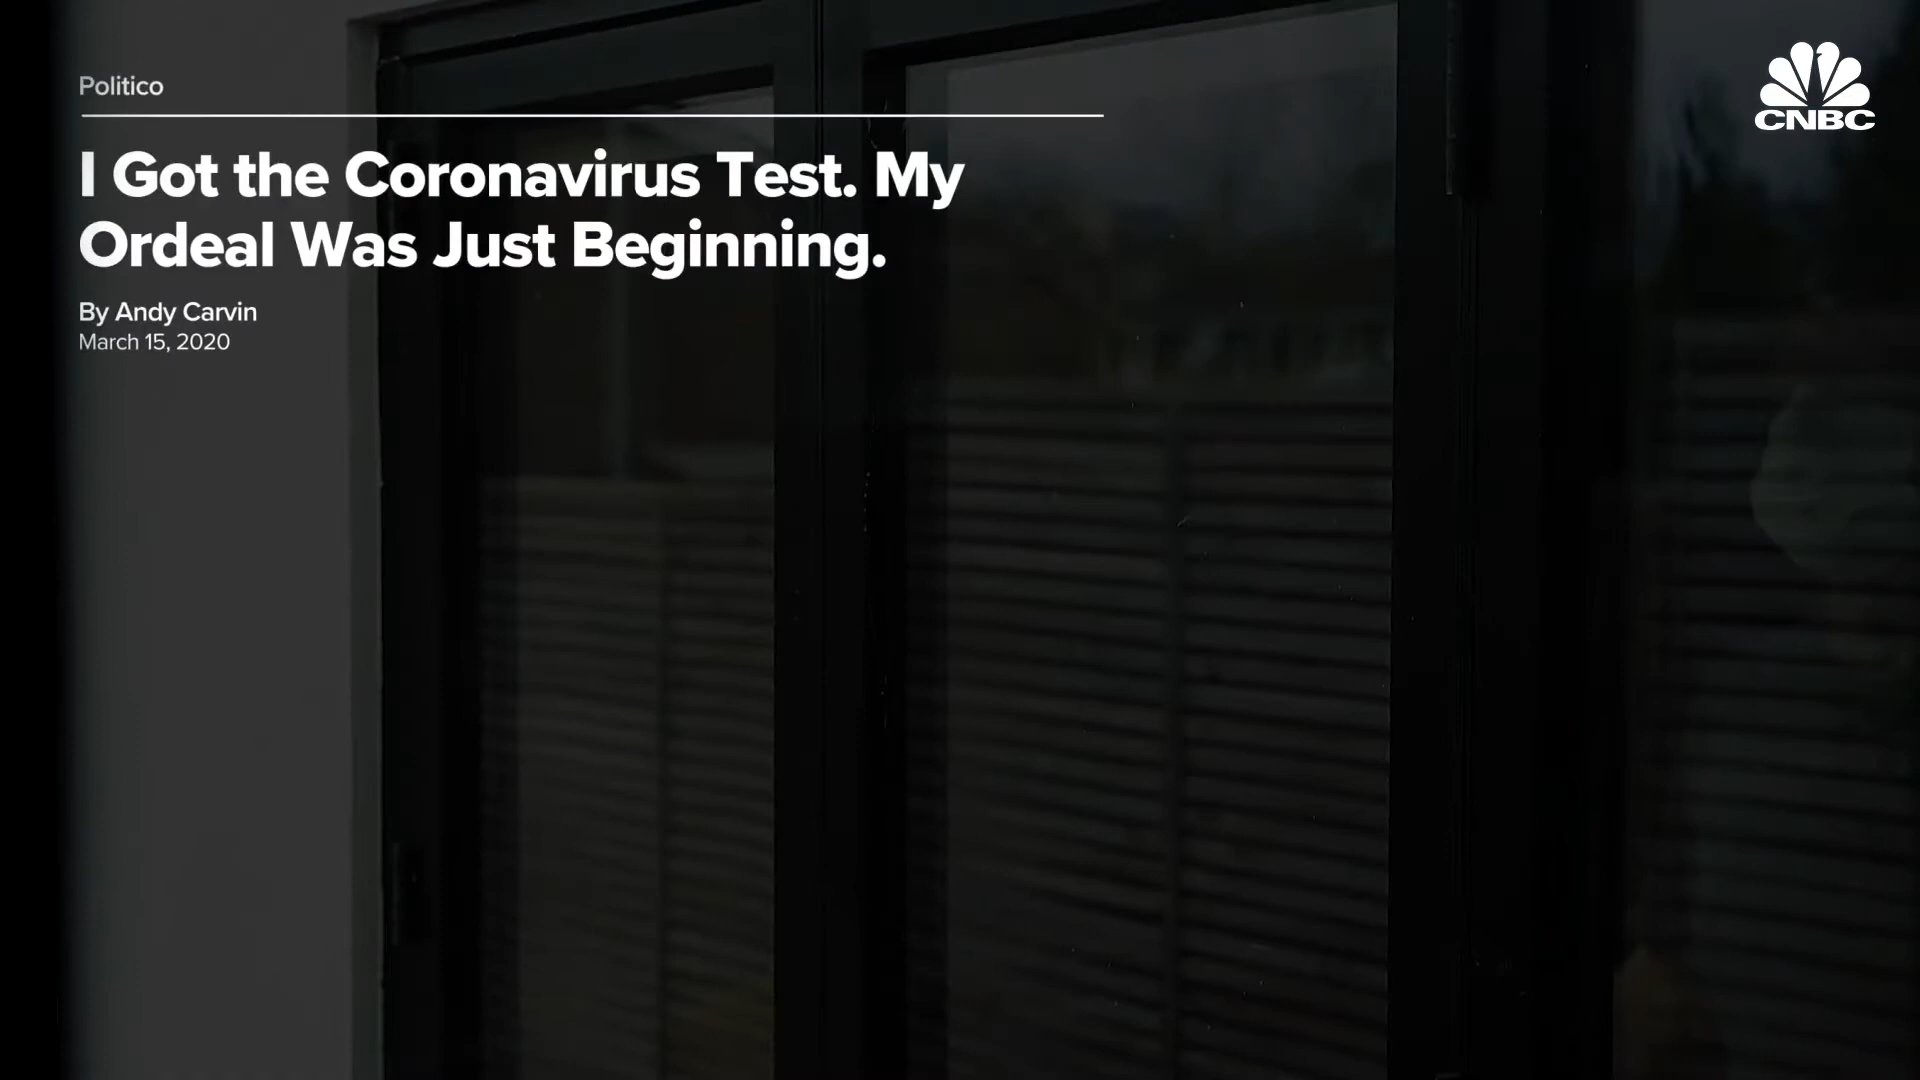 Politico
I Got the Coronavirus Test. My
Ordeal Was Just Beginning.
By Andy Carvin
March 15, 2020
CNBC